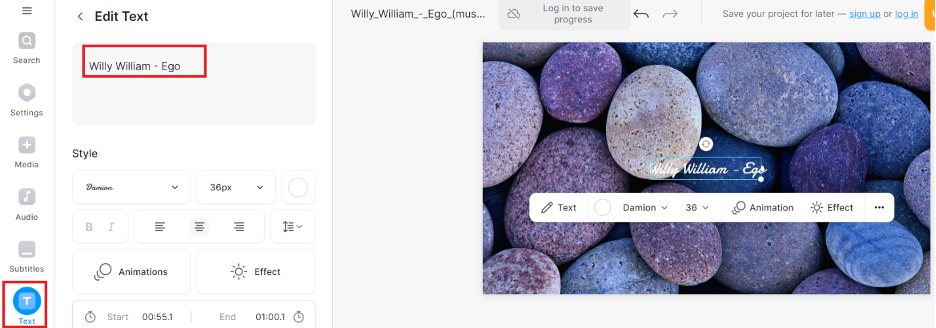 Edit Text
Willy William - Ego
Search
Settings
Media
Audio
Subtitles
Text
Style
Damion
36px
B I
Animations
Effect
Start 00:55.1 End 01:00.1
Willy_William_-_Ego_(mus...
Log in to save
progress
Save your project for later — sign up or log in
Willy William - Ego
Text Damion 36 Animation Effect